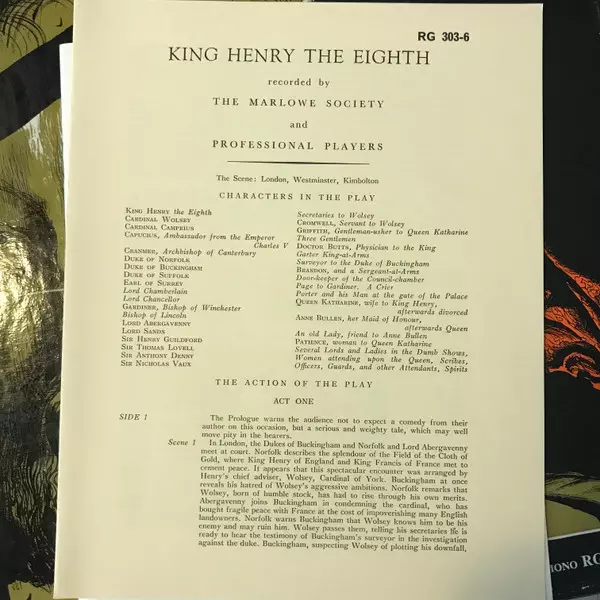 RG 303-6
KING HENRY THE EIGHTH
recorded by
THE MARLOWE SOCIETY
and
PROFESSIONAL PLAYERS
The Scene: London, Westminster, Kimbolton
CHARACTERS IN THE PLAY
KING HENRY the Eighth
CARDINAL WOLSEY
CARDINAL CAMPEIUS
CAPUCIUS, Ambassador from the Emperor
Charles V
CRANMER, Archbishop of Canterbury
DUKE OF NORFOLK
DUKE OF BUCKINGHAM
DUKE OF SUFFOLK
EARL OF SURREY
Lord Chamberlain
Lord Chancellor
GARDINER, Bishop of Winchester
Bishop of Lincoln
LORD ABERGAVENNY
LORD SANDS
SIR HENRY GUILDFORD
SIR THOMAS LOVELL
SIR ANTHONY DENNY
SIR NICHOLAS VAUX
Secretaries to Wolsey
CROMWELL, Servant to Wolsey
GRIFFITH, Gentleman-usher to Queen Katharine
Three Gentlemen
DOCTOR BUTTS, Physician to the King
Garter King-at-Arms
Surveyor to the Duke of Buckingham
BRANDON, and a Sergeant-at-Arms
Door-keeper of the Council-chamber
Page to Gardiner. A Crier
Porter and his Man at the gate of the Palace
QUEEN KATHARINE, wife to King Henry,
afterwards divorced
ANNE BULLEN, her Maid of Honour,
afterwards Queen
An old Lady, friend to Anne Bullen
PATIENCE, woman to Queen Katharine
Several Lords and Ladies in the Dumb Shows,
Women attending upon the Queen, Scribes,
Officers, Guards, and other Attendants, Spirits
THE ACTION OF THE PLAY
ACT ONE
SIDE 1 The Prologue warns the audience not to expect a comedy from their
author on this occasion, but a serious and weighty tale, which may well
move pity in the hearers.
Scene 1 In London, the Dukes of Buckingham and Norfolk and Lord Abergavenny
meet at court. Norfolk describes the splendour of the Field of the Cloth of
Gold, where King Henry of England and King Francis of France met to
cement peace. It appears that this spectacular encounter was arranged by
Henry's chief adviser, Wolsey, Cardinal of York. Buckingham at once
reveals his hatred of Wolsey's aggressive ambitions. Norfolk remarks that
Wolsey, born of humble stock, has had to rise through his own merits.
Abergavenny joins Buckingham in condemning the cardinal, who has
bought fragile peace with France at the cost of impoverishing many English
landowners. Norfolk warns Buckingham that Wolsey knows him to be his
enemy and may ruin him. Wolsey passes them, telling his secretaries he is
ready to hear the testimony of Buckingham's surveyor in the investigation
against the duke. Buckingham, suspecting Wolsey of plotting his downfall,
MONO RG